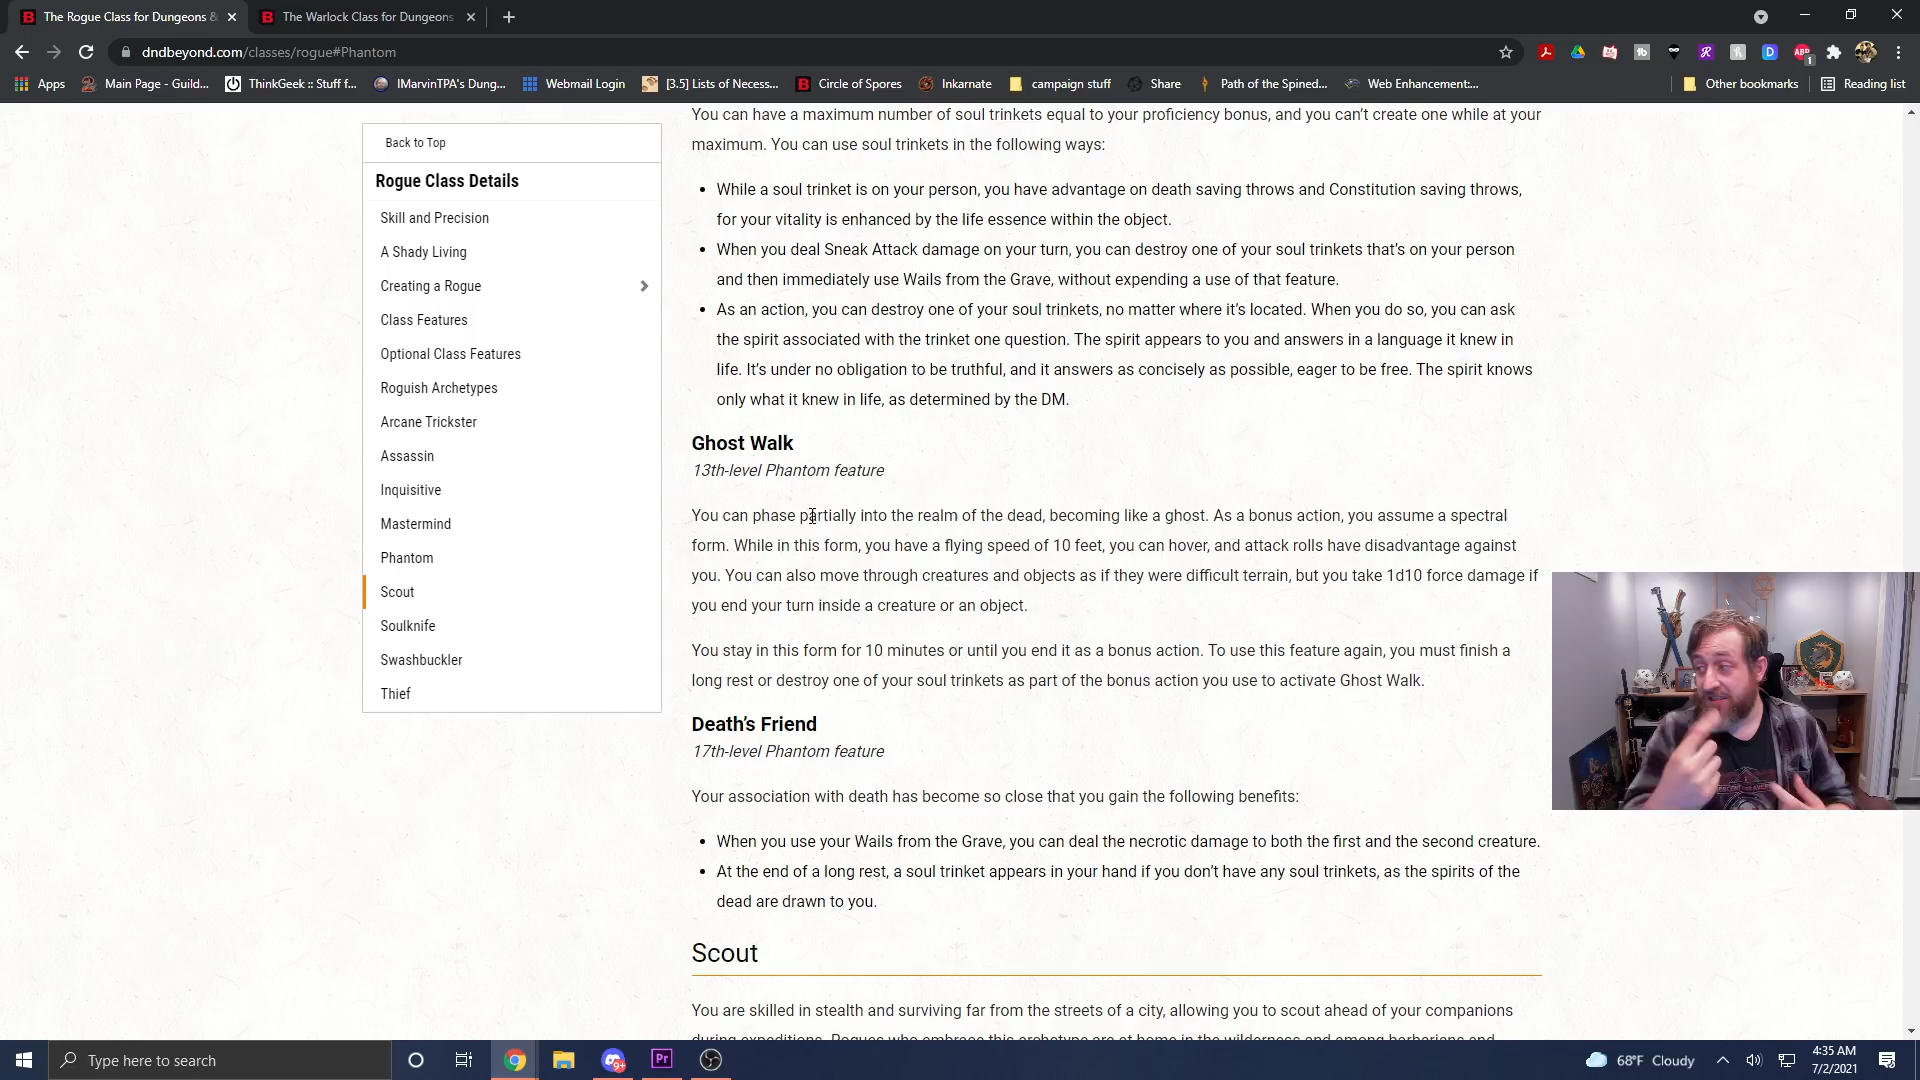 The Rogue Class for Dungeons &
The Warlock Class for Dungeons
dndbeyond.com/classes/rogue#Phantom
Apps
Main Page - Guild...
ThinkGeek :: Stuff f...
IMarvinTPA's Dung...
Webmail Login
[3.5] Lists of Necess...
Circle of Spores
Inkarnate
campaign stuff
Share
Path of the Spined...
Web Enhancement:...
Other bookmarks
Reading list
Back to Top
Rogue Class Details
Skill and Precision
A Shady Living
Creating a Rogue
Class Features
Optional Class Features
Roguish Archetypes
Arcane Trickster
Assassin
Inquisitive
Mastermind
Phantom
Scout
Soulknife
Swashbuckler
Thief
You can have a maximum number of soul trinkets equal to your proficiency bonus, and you can't create one while at your
maximum. You can use soul trinkets in the following ways:
• While a soul trinket is on your person, you have advantage on death saving throws and Constitution saving throws,
for your vitality is enhanced by the life essence within the object.
• When you deal Sneak Attack damage on your turn, you can destroy one of your soul trinkets that's on your person
and then immediately use Wails from the Grave, without expending a use of that feature.
• As an action, you can destroy one of your soul trinkets, no matter where it's located. When you do so, you can ask
the spirit associated with the trinket one question. The spirit appears to you and answers in a language it knew in
life. It's under no obligation to be truthful, and it answers as concisely as possible, eager to be free. The spirit knows
only what it knew in life, as determined by the DM.
Ghost Walk
13th-level Phantom feature
You can phase partially into the realm of the dead, becoming like a ghost. As a bonus action, you assume a spectral
form. While in this form, you have a flying speed of 10 feet, you can hover, and attack rolls have disadvantage against
you. You can also move through creatures and objects as if they were difficult terrain, but you take 1d10 force damage if
you end your turn inside a creature or an object.
You stay in this form for 10 minutes or until you end it as a bonus action. To use this feature again, you must finish a
long rest or destroy one of your soul trinkets as part of the bonus action you use to activate Ghost Walk.
Death's Friend
17th-level Phantom feature
Your association with death has become so close that you gain the following benefits:
• When you use your Wails from the Grave, you can deal the necrotic damage to both the first and the second creature.
• At the end of a long rest, a soul trinket appears in your hand if you don't have any soul trinkets, as the spirits of the
dead are drawn to you.
Scout
You are skilled in stealth and surviving far from the streets of a city, allowing you to scout ahead of your companions
during expeditions. Rogues who embrace this archetype are at home in the wilderness and among barbarians and
Type here to search
9+
Pr
68°F Cloudy
4:35 AM
7/2/2021